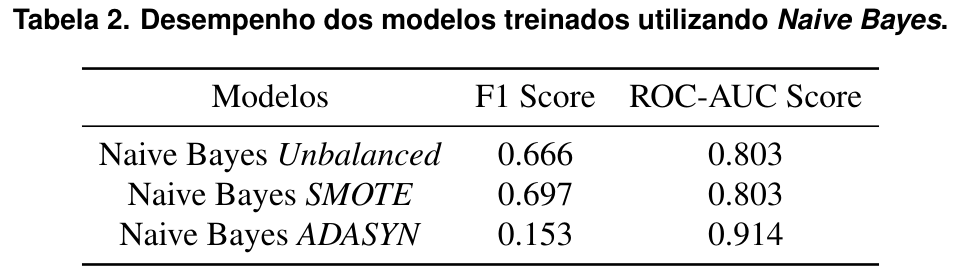 Tabela 2. Desempenho dos modelos treinados utilizando Naive Bayes.
Modelos F1 Score ROC-AUC Score
Naive Bayes Unbalanced 0.666 0.803
Naive Bayes SMOTE 0.697 0.803
Naive Bayes ADASYN 0.153 0.914